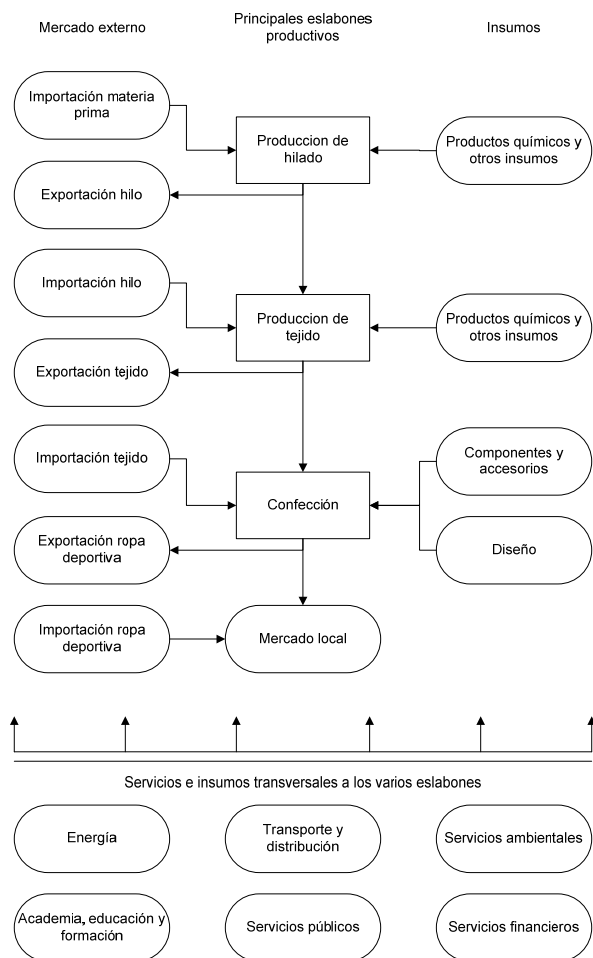 Mercado externo
Principales eslabones
productivos
Insumos
Importación materia
prima
Produccion de
hilado
Productos químicos y
otros insumos
Exportación hilo
Importación hilo
Produccion de
tejido
Productos químicos y
otros insumos
Exportación tejido
Importación tejido
Confección
Componentes y
accesorios
Exportación ropa
deportiva
Diseño
Importación ropa
deportiva
Mercado local
Servicios e insumos transversales a los varios eslabones
Energía
Transporte y
distribución
Servicios ambientales
Academia, educación y
formación
Servicios públicos
Servicios financieros